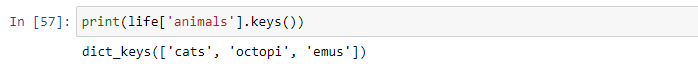 In [57]: print(life['animals'].keys())
dict_keys(['cats', 'octopi', 'emus'])